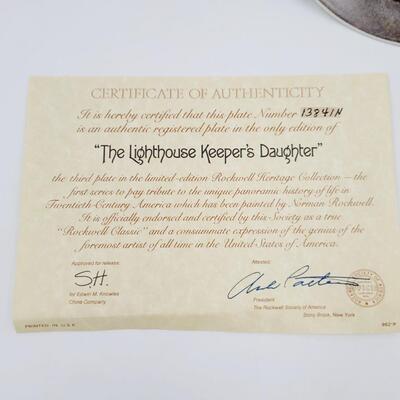 CERTIFICATE OF AUTHENTICITY
It is hereby certified that this plate Number 13841N
is an authentic registered plate in the only edition of
"The Lighthouse Keeper's Daughter"
the third plate in the limited-edition Rockwell Heritage Collection — the
first series to pay tribute to the unique panoramic history of life in
Twentieth-Century America which has been painted by Norman Rockwell.
It is officially endorsed and certified by this Society as a true
"Rockwell Classic" and a consummate expression of the genius of the
foremost artist of all time in the United States of America.
Approved for release:
S.H.
for Edwin M. Knowles
China Company
Attested:
President
The Rockwell Society of America
Stony Brook, New York
PRINTED IN U.S.A.